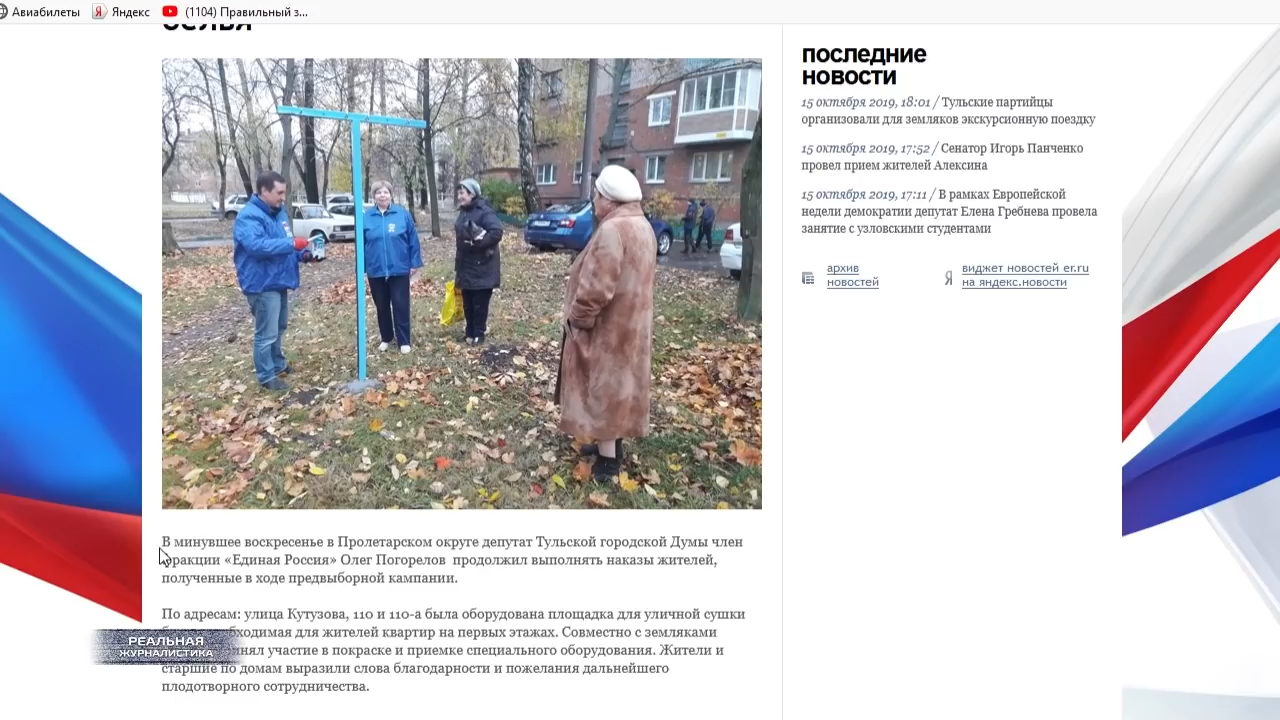 Авиабилеты Яндекс (1104) Правильный з...
белья
последние
новости
15 октября 2019, 18:01 / Тульские партийцы
организовали для земляков экскурсионную поездку
15 октября 2019, 17:52 / Сенатор Игорь Панченко
провел прием жителей Алексина
15 октября 2019, 17:11 / В рамках Европейской
недели демократии депутат Елена Гребнева провела
занятие с узловскими студентами
архив
новостей
виджет новостей er.ru
на яндекс.новости
В минувшее воскресенье в Пролетарском округе депутат Тульской городской Думы член
фракции «Единая Россия» Олег Погорелов продолжил выполнять наказы жителей,
полученные в ходе предвыборной кампании.
По адресам: улица Кутузова, 110 и 110-а была оборудована площадка для уличной сушки
для жителей квартир на первых этажах. Совместно с земляками
участие в покраске и приемке специального оборудования. Жители и
старшие по домам выразили слова благодарности и пожелания дальнейшего
плодотворного сотрудничества.
РЕАЛЬНАЯ
ЖУРНАЛИСТИКА